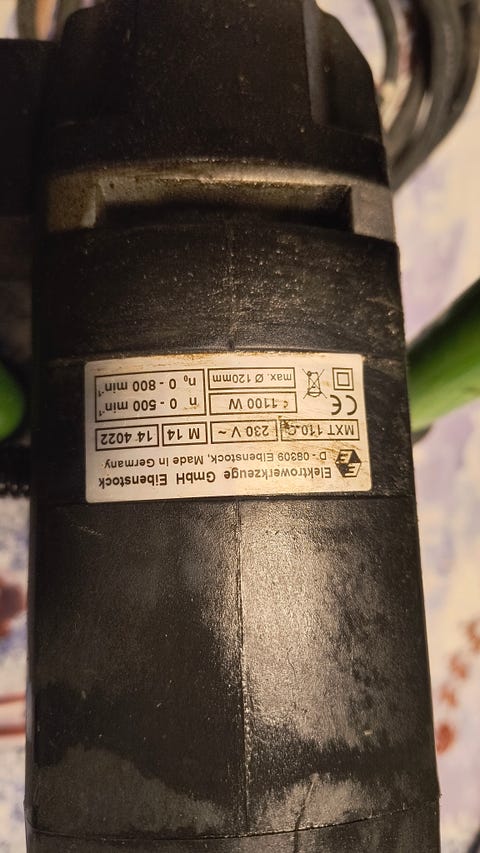 Elektrowerkzeuge GmbH Eibenstock
D - 08309 Eibenstock, Made in Germany
MXT 110 230 V ~ M 14 14 4022
1100 W n 0 - 500 min⁻¹
max. Ø 120mm n₀ 0 - 800 min⁻¹
CE